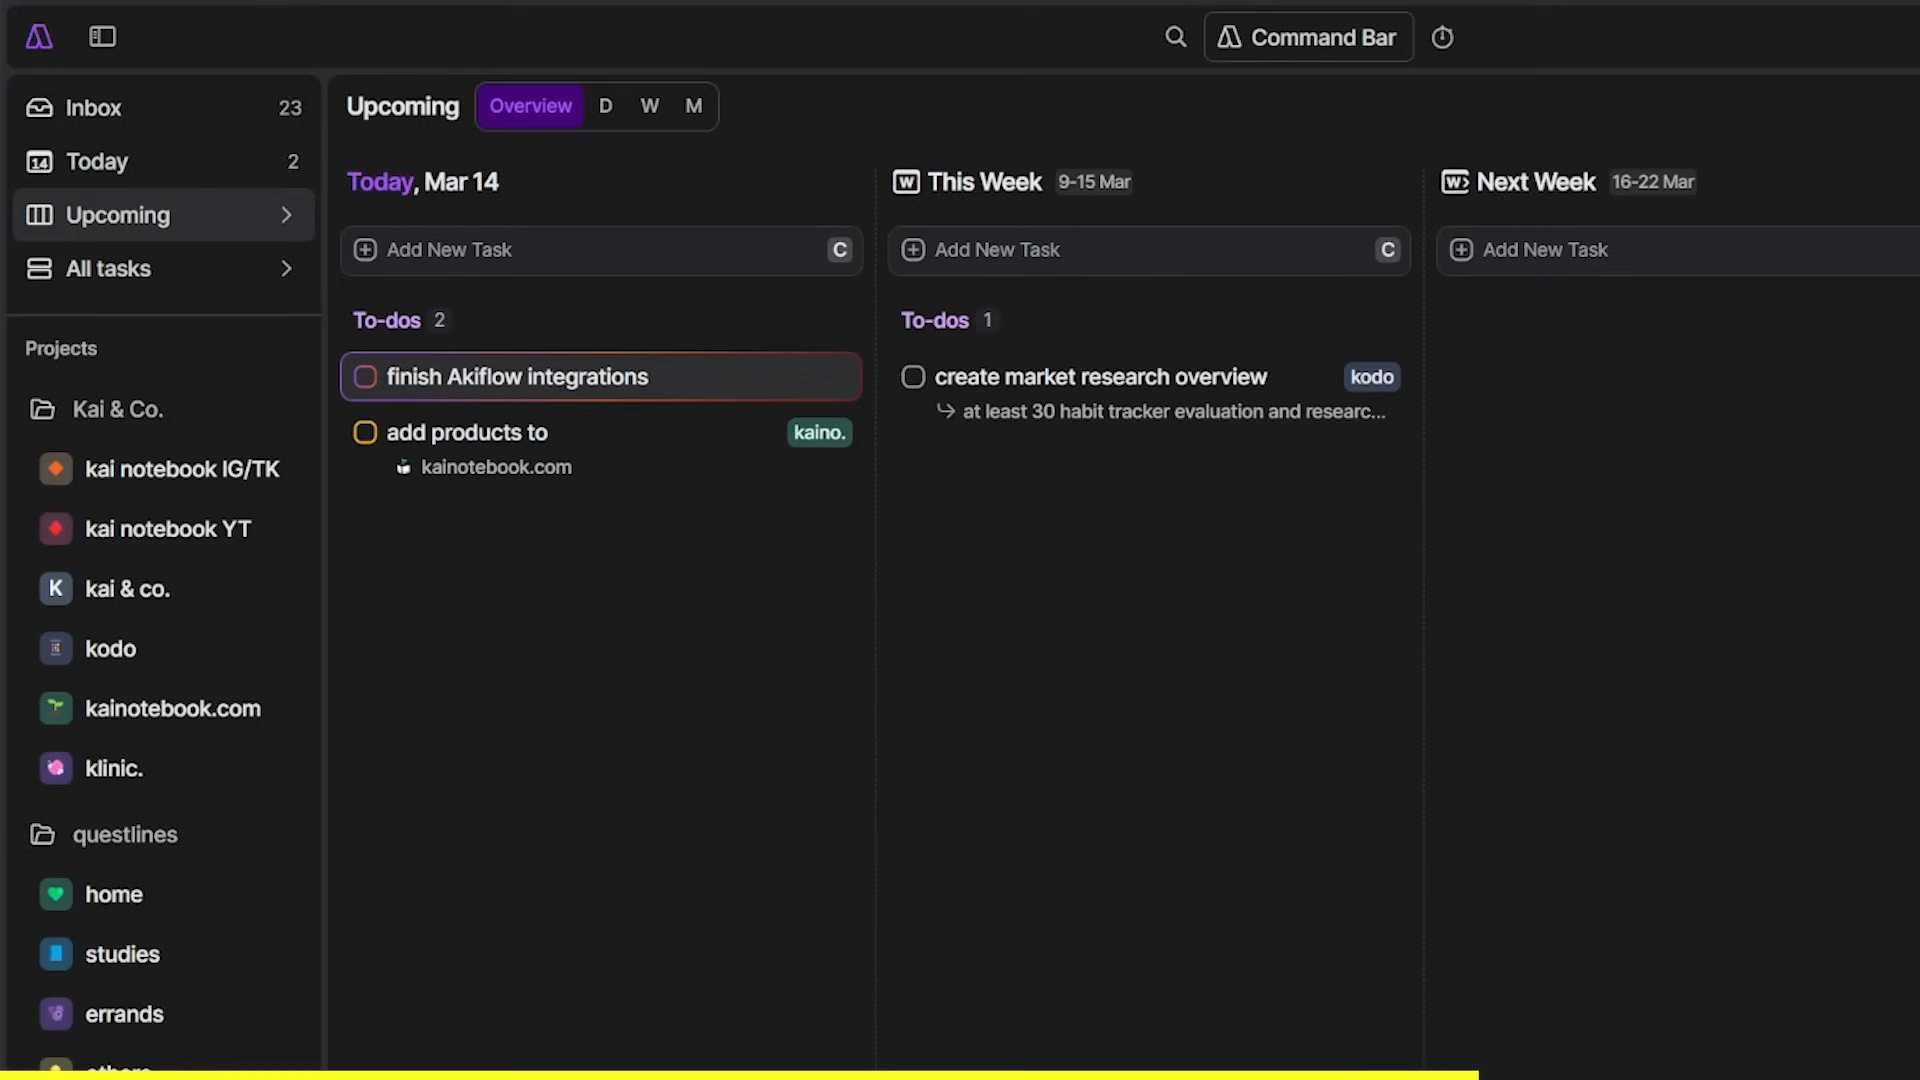 Command Bar
Inbox 23
14 Today 2
Upcoming
All tasks
Projects
Kai & Co.
kai notebook IG/TK
kai notebook YT
K kai & co.
kodo
kainotebook.com
klinic.
questlines
home
studies
errands
Upcoming Overview D W M
Today, Mar 14
Add New Task C
To-dos 2
finish Akiflow integrations
add products to kaino.
kainotebook.com
W This Week 9-15 Mar
Add New Task C
To-dos 1
create market research overview kodo
at least 30 habit tracker evaluation and researc...
W Next Week 16-22 Mar
Add New Task